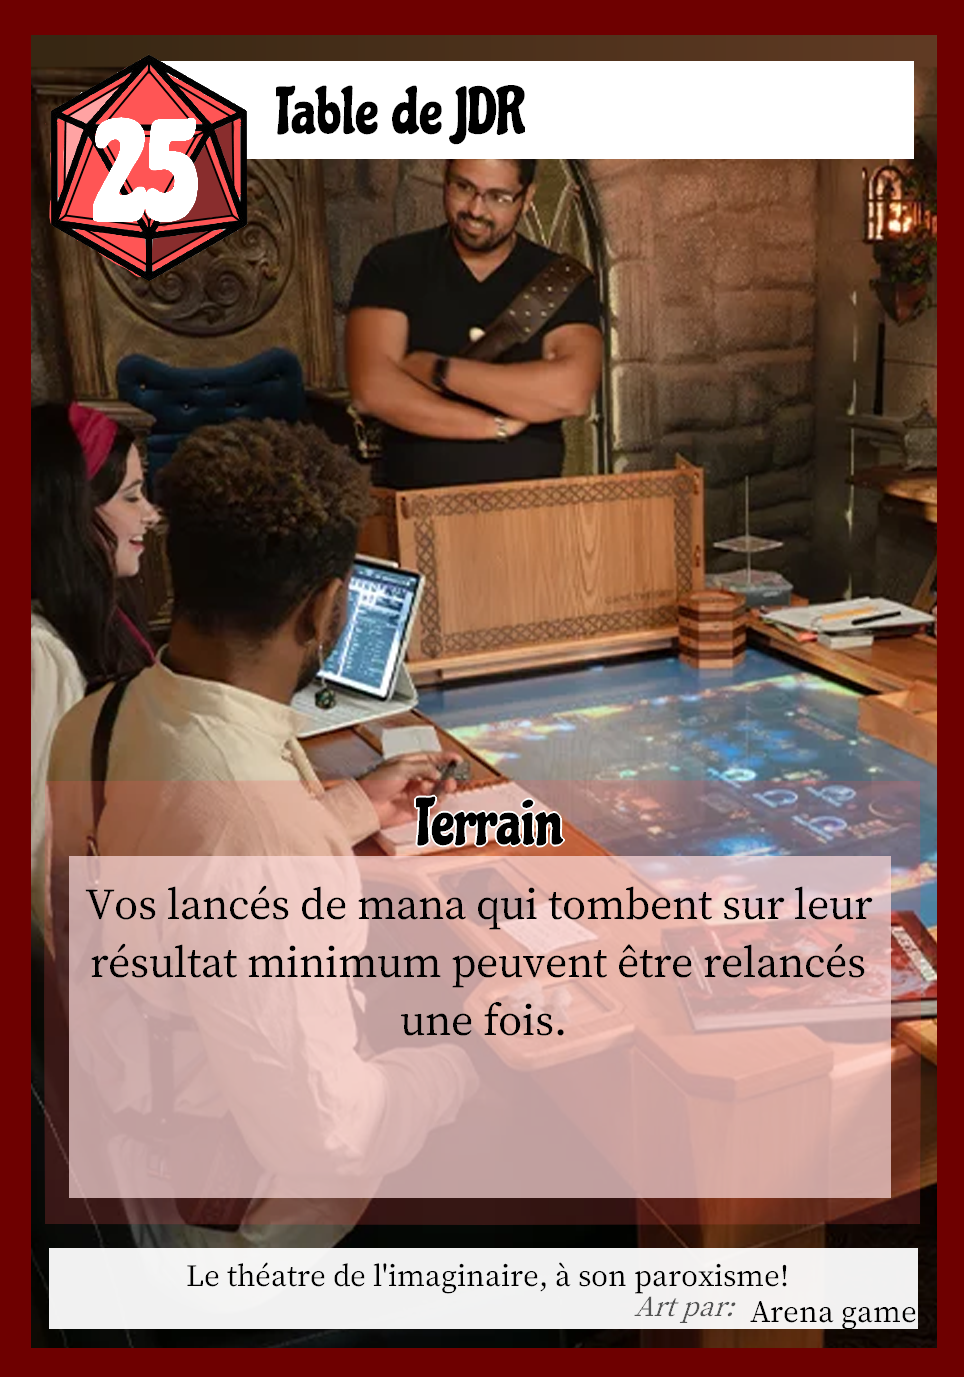 25
Table de JDR
Terrain
Vos lancés de mana qui tombent sur leur
résultat minimum peuvent être relancés
une fois.
Le théatre de l'imaginaire, à son paroxisme!
Art par: Arena game